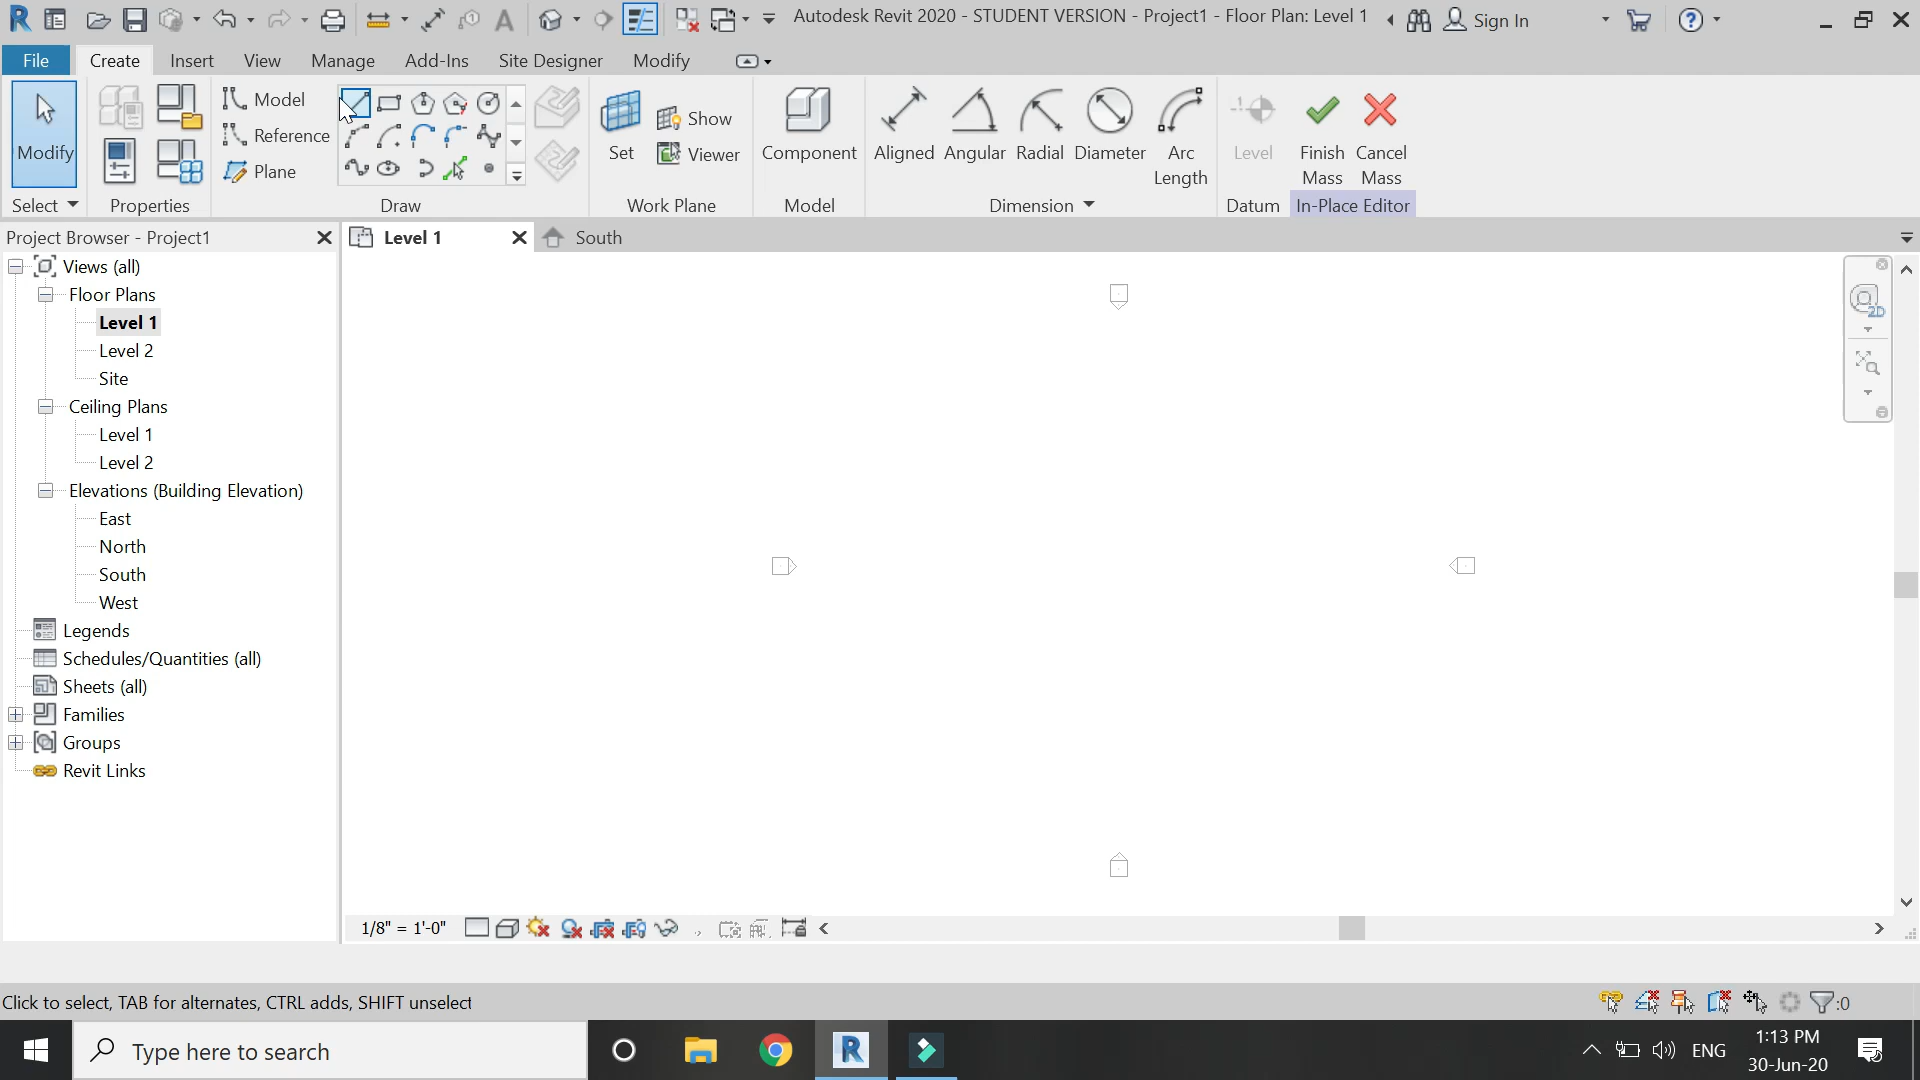 Autodesk Revit 2020 - STUDENT VERSION - Project1 - Floor Plan: Level 1
Sign In
File
Create
Insert
View
Manage
Add-Ins
Site Designer
Modify
Modify
Model
Reference
Plane
Set
Show
Viewer
Component
Aligned
Angular
Radial
Diameter
Arc
Length
Level
Finish
Mass
Cancel
Mass
Select
Properties
Draw
Work Plane
Model
Dimension
Datum
In-Place Editor
Project Browser - Project1
Level 1
South
Views (all)
Floor Plans
Level 1
Level 2
Site
Ceiling Plans
Level 1
Level 2
Elevations (Building Elevation)
East
North
South
West
Legends
Schedules/Quantities (all)
Sheets (all)
Families
Groups
Revit Links
2D
1/8" = 1'-0"
Click to select, TAB for alternates, CTRL adds, SHIFT unselect
:0
Type here to search
ENG
1:13 PM
30-Jun-20